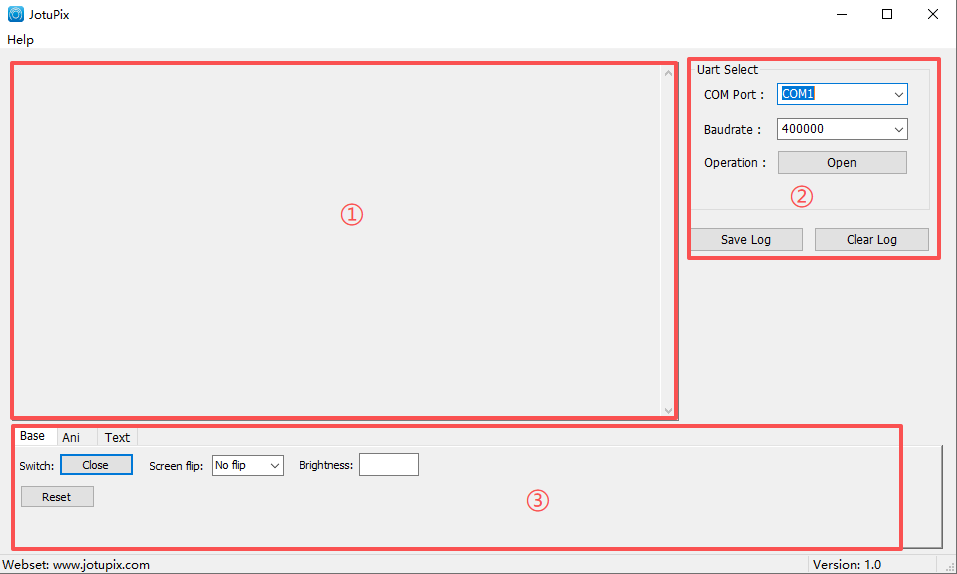 JotuPix
Help
①
Uart Select
COM Port : COM1
Baudrate : 400000
Operation : Open
②
Save Log Clear Log
Base Ani Text
Switch: Close Screen flip: No flip Brightness:
Reset
③
Webset: www.jotupix.com Version: 1.0